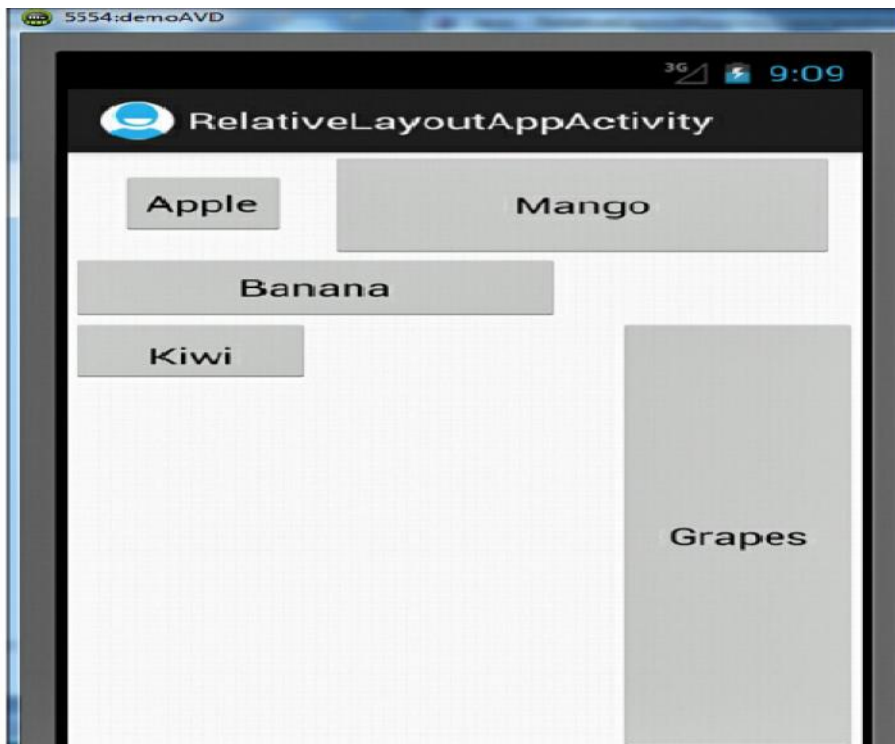 5554:demoAVD
3G 9:09
RelativeLayoutAppActivity
Apple Mango
Banana
Kiwi
Grapes